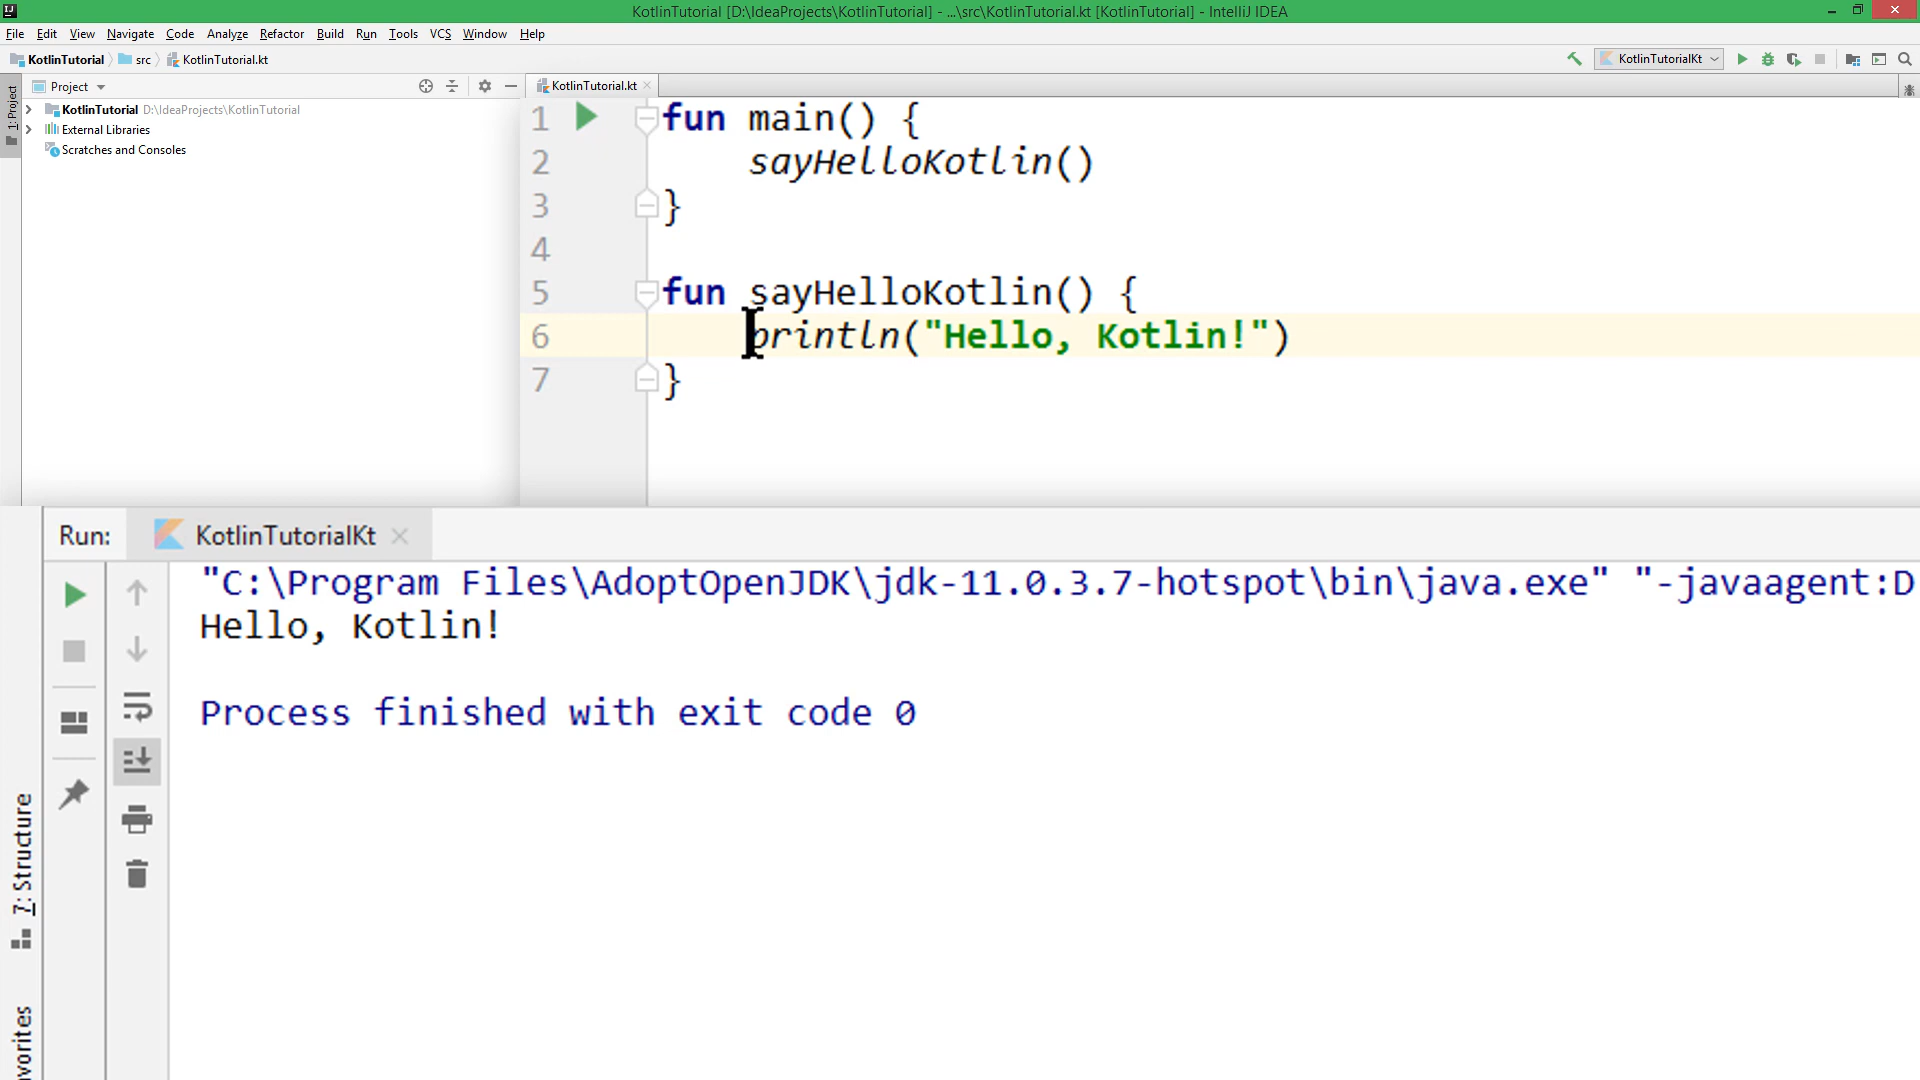 KotlinTutorial [D:\IdeaProjects\KotlinTutorial] - ...\src\KotlinTutorial.kt [KotlinTutorial] - IntelliJ IDEA
File Edit View Navigate Code Analyze Refactor Build Run Tools VCS Window Help
KotlinTutorial src KotlinTutorial.kt KotlinTutorialKt
1: Project
Project
KotlinTutorial D:\IdeaProjects\KotlinTutorial
External Libraries
Scratches and Consoles
KotlinTutorial.kt
1 fun main() {
2 sayHelloKotlin()
3 }
4
5 fun sayHelloKotlin() {
6 println("Hello, Kotlin!")
7 }
Run: KotlinTutorialKt
"C:\Program Files\AdoptOpenJDK\jdk-11.0.3.7-hotspot\bin\java.exe" "-javaagent:D
Hello, Kotlin!
Process finished with exit code 0
7: Structure
avorites